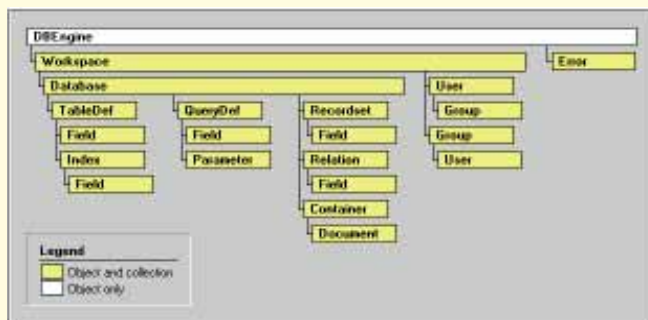 DBEngine
Workspace
Error
Database
User
TableDef
QueryDef
Recordset
Group
Field
Field
Field
Group
Index
Parameter
Relation
User
Field
Field
Container
Document
Legend
Object and collection
Object only